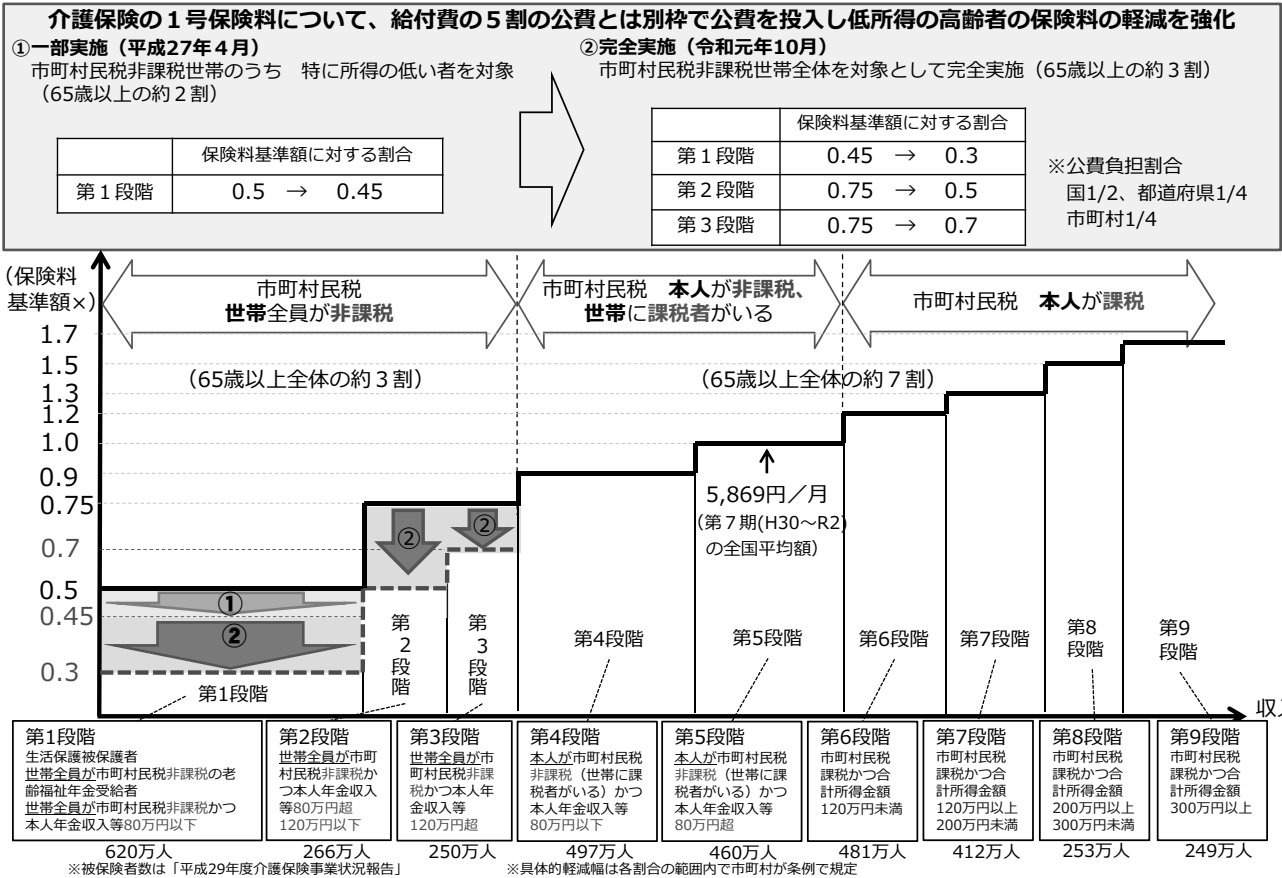 介護保険の１号保険料について、給付費の５割の公費とは別枠で公費を投入し低所得の高齢者の保険料の軽減を強化
①一部実施（平成27年４月）
市町村民税非課税世帯のうち　特に所得の低い者を対象
（65歳以上の約２割）
保険料基準額に対する割合
第１段階
0.5　→　0.45
②完全実施（令和元年10月）
市町村民税非課税世帯全体を対象として完全実施（65歳以上の約３割）
保険料基準額に対する割合
第１段階
0.45　→　0.3
第２段階
0.75　→　0.5
第３段階
0.75　→　0.7
※公費負担割合
国1/2、都道府県1/4
市町村1/4
（保険料
基準額×）
1.7
1.5
1.3
1.2
1.0
0.9
0.75
0.7
0.5
0.45
0.3
市町村民税
世帯全員が非課税
市町村民税　本人が非課税、
世帯に課税者がいる
市町村民税　本人が課税
（65歳以上全体の約３割）
（65歳以上全体の約７割）
5,869円／月
（第７期(H30～R2)
の全国平均額）
②
②
①
②
第1段階
第２段階
第３段階
第4段階
第5段階
第6段階
第7段階
第8
段階
第9
段階
収入
第1段階
生活保護被保護者
世帯全員が市町村民税非課税の老
齢福祉年金受給者
世帯全員が市町村民税非課税かつ
本人年金収入等80万円以下
620万人
第2段階
世帯全員が市町
村民税非課税か
つ本人年金収入
等80万円超
120万円以下
266万人
第3段階
世帯全員が市
町村民税非課
税かつ本人年
金収入等
120万円超
250万人
第4段階
本人が市町村民税
非課税（世帯に課
税者がいる）かつ
本人年金収入等
80万円以下
497万人
第5段階
本人が市町村民税
非課税（世帯に課
税者がいる）かつ
本人年金収入等
80万円超
460万人
第6段階
市町村民税
課税かつ合
計所得金額
120万円未満
481万人
第7段階
市町村民税
課税かつ合
計所得金額
120万円以上
200万円未満
412万人
第8段階
市町村民税
課税かつ合
計所得金額
200万円以上
300万円未満
253万人
第9段階
市町村民税
課税かつ合
計所得金額
300万円以上
249万人
※被保険者数は「平成29年度介護保険事業状況報告」
※具体的軽減幅は各割合の範囲内で市町村が条例で規定